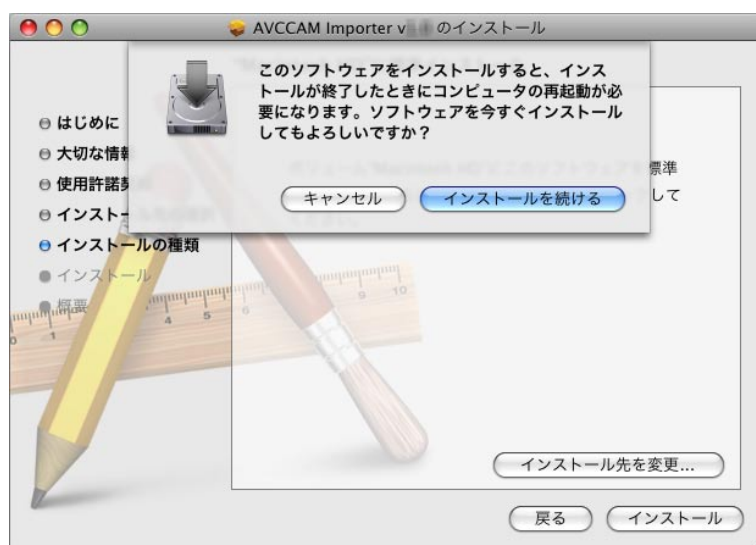 AVCCAM Importer v のインストール
このソフトウェアをインストールすると、インス
トールが終了したときにコンピュータの再起動が必
要になります。ソフトウェアを今すぐインストール
してもよろしいですか？
キャンセル
インストールを続ける
はじめに
大切な情報
使用許諾契
インストー
インストールの種類
インストール
概要
標準
して
0 1 4 5 6 9 10
インストール先を変更...
戻る
インストール